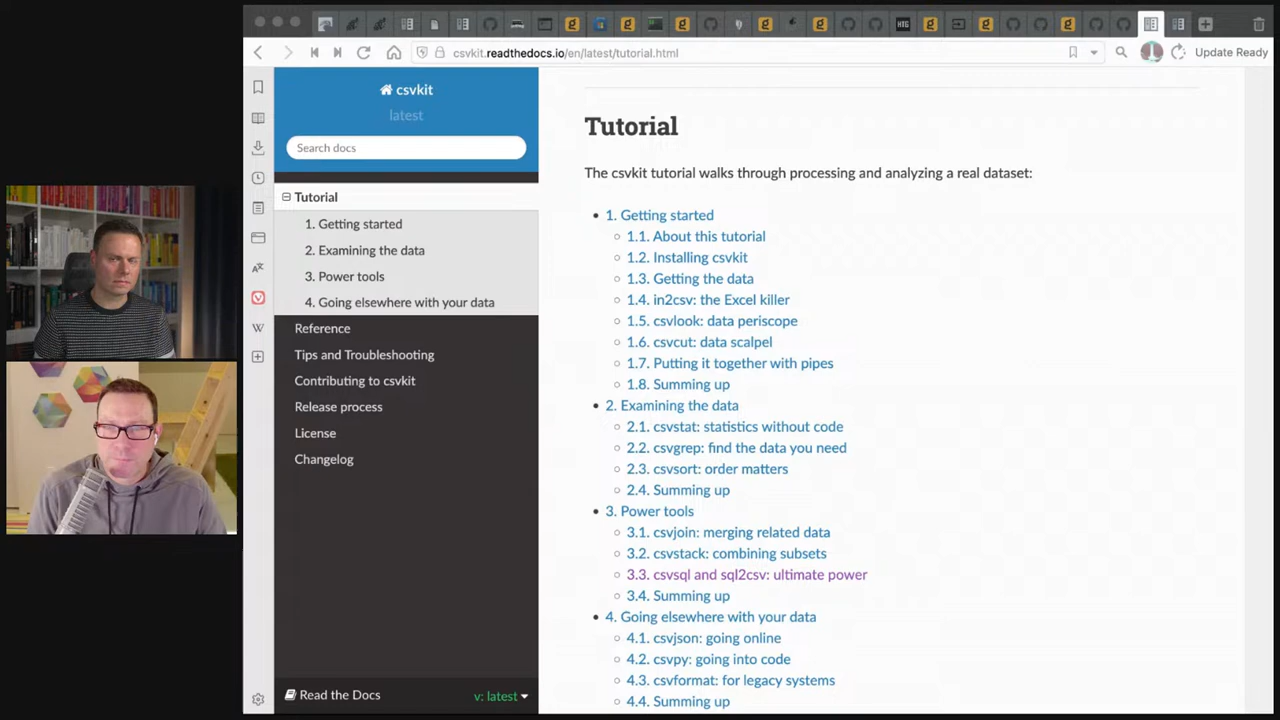 csvkit.readthedocs.io/en/latest/tutorial.html
Update Ready
csvkit
latest
Search docs
Tutorial
1. Getting started
2. Examining the data
3. Power tools
4. Going elsewhere with your data
Reference
Tips and Troubleshooting
Contributing to csvkit
Release process
License
Changelog
Read the Docs
v: latest
Tutorial
The csvkit tutorial walks through processing and analyzing a real dataset:
1. Getting started
1.1. About this tutorial
1.2. Installing csvkit
1.3. Getting the data
1.4. in2csv: the Excel killer
1.5. csvlook: data periscope
1.6. csvcut: data scalpel
1.7. Putting it together with pipes
1.8. Summing up
2. Examining the data
2.1. csvstat: statistics without code
2.2. csvgrep: find the data you need
2.3. csvsort: order matters
2.4. Summing up
3. Power tools
3.1. csvjoin: merging related data
3.2. csvstack: combining subsets
3.3. csvsql and sql2csv: ultimate power
3.4. Summing up
4. Going elsewhere with your data
4.1. csvjson: going online
4.2. csvpy: going into code
4.3. csvformat: for legacy systems
4.4. Summing up